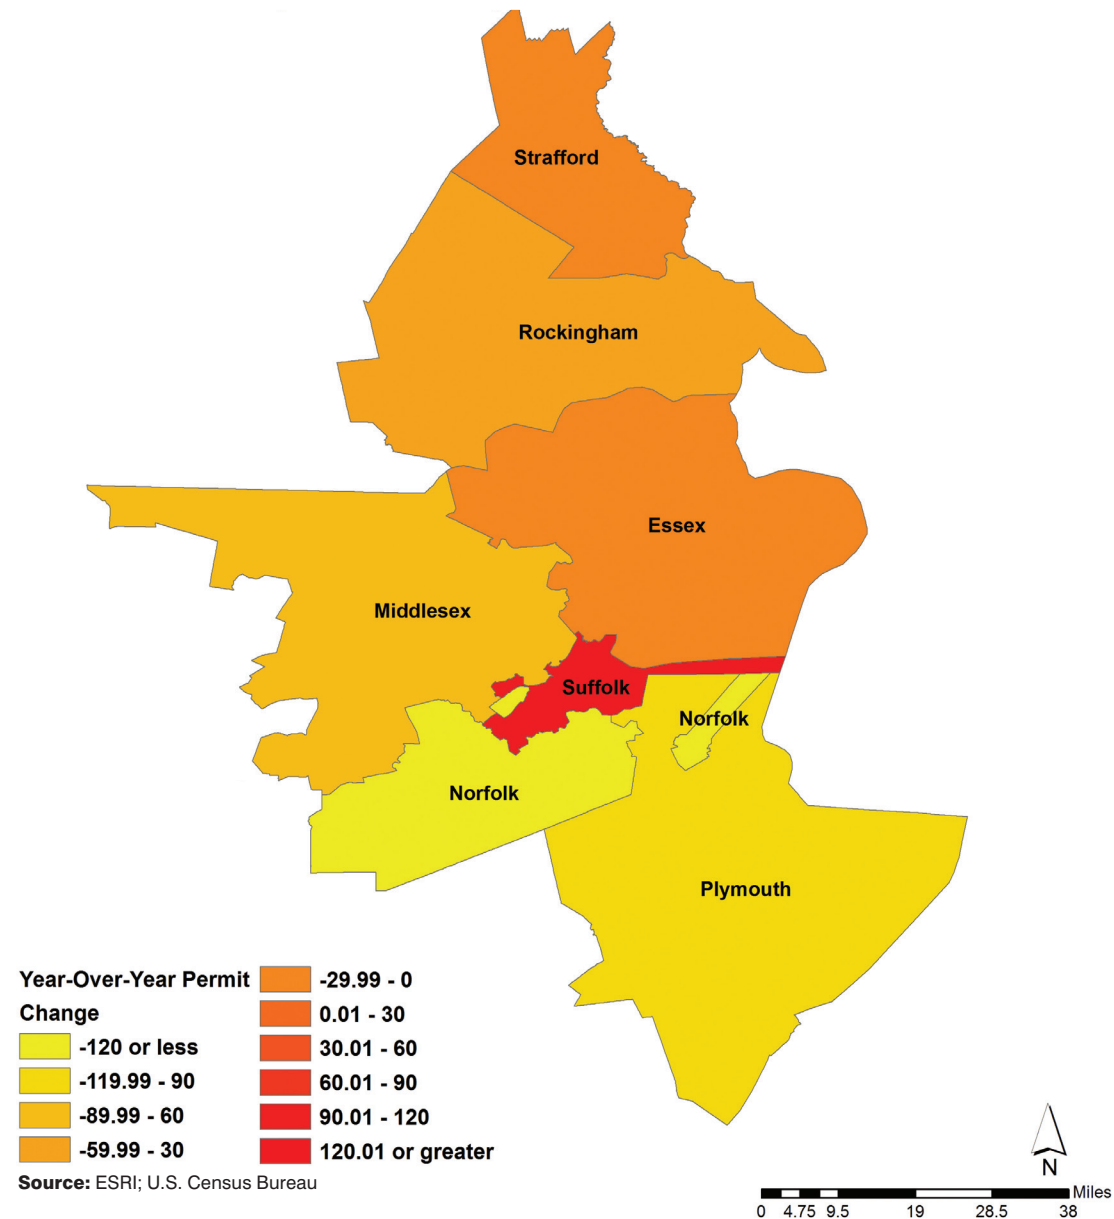 Strafford
Rockingham
Essex
Middlesex
Suffolk
Norfolk
Norfolk
Plymouth
Year-Over-Year Permit
Change
-120 or less
-119.99 - 90
-89.99 - 60
-59.99 - 30
-29.99 - 0
0.01 - 30
30.01 - 60
60.01 - 90
90.01 - 120
120.01 or greater
Source: ESRI; U.S. Census Bureau
N
Miles
0 4.75 9.5 19 28.5 38